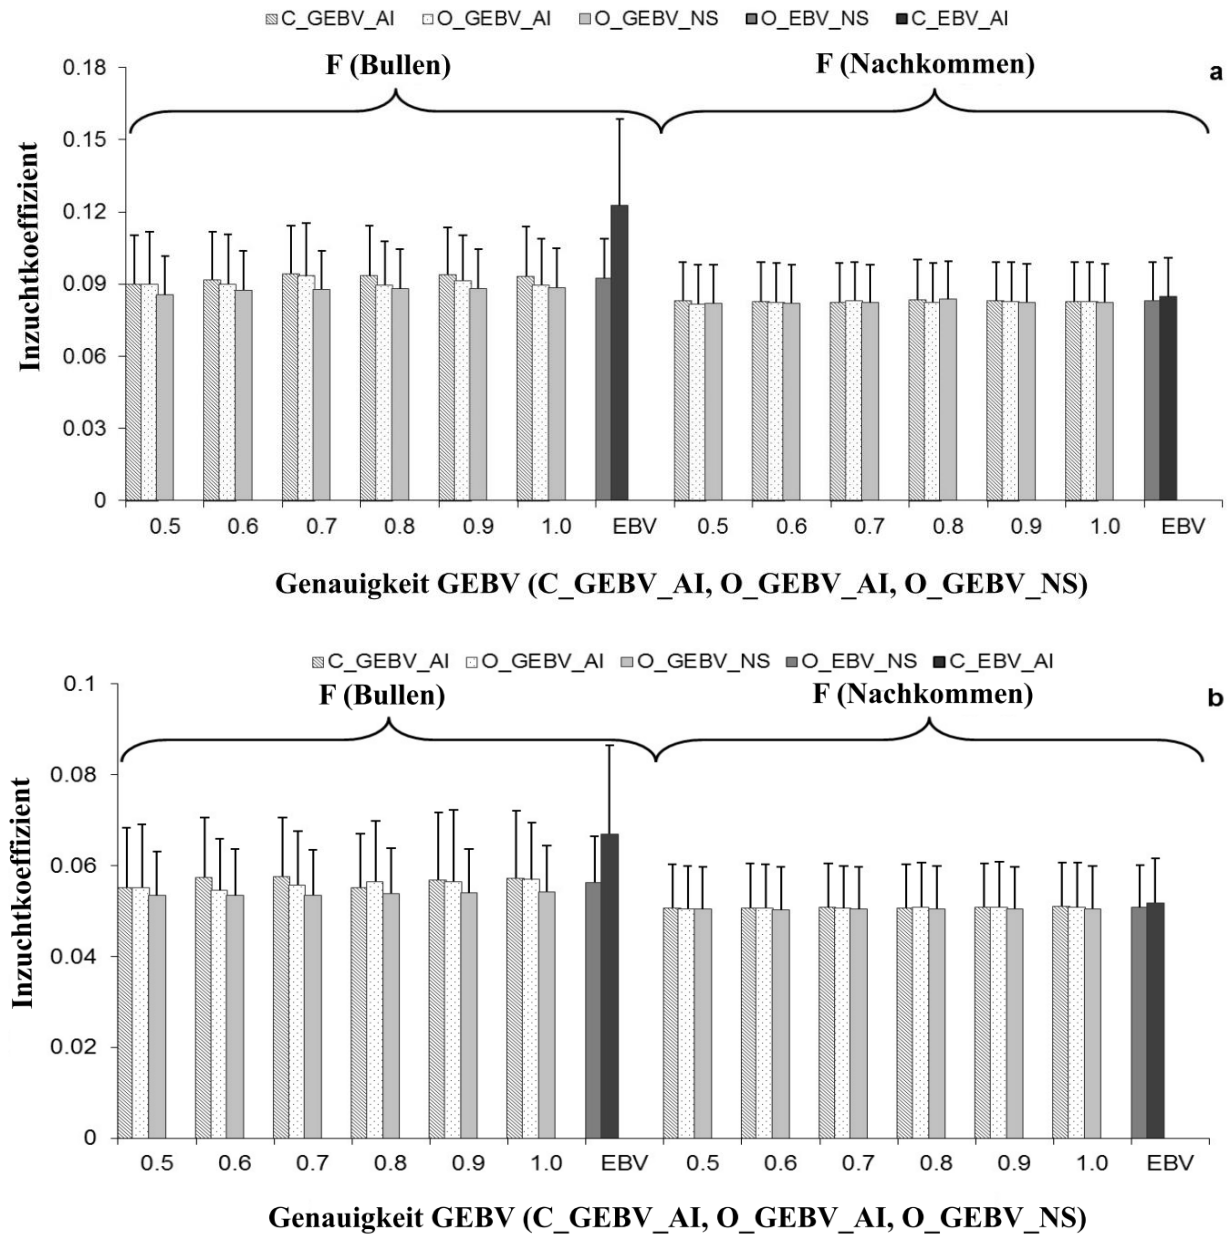 C_GEBV_AI O_GEBV_AI O_GEBV_NS O_EBV_NS C_EBV_AI
F (Bullen) F (Nachkommen) a
Inzuchtkoeffizient
0.18
0.15
0.12
0.09
0.06
0.03
0
0.5 0.6 0.7 0.8 0.9 1.0 EBV 0.5 0.6 0.7 0.8 0.9 1.0 EBV
Genauigkeit GEBV (C_GEBV_AI, O_GEBV_AI, O_GEBV_NS)
C_GEBV_AI O_GEBV_AI O_GEBV_NS O_EBV_NS C_EBV_AI
F (Bullen) F (Nachkommen) b
Inzuchtkoeffizient
0.1
0.08
0.06
0.04
0.02
0
0.5 0.6 0.7 0.8 0.9 1.0 EBV 0.5 0.6 0.7 0.8 0.9 1.0 EBV
Genauigkeit GEBV (C_GEBV_AI, O_GEBV_AI, O_GEBV_NS)